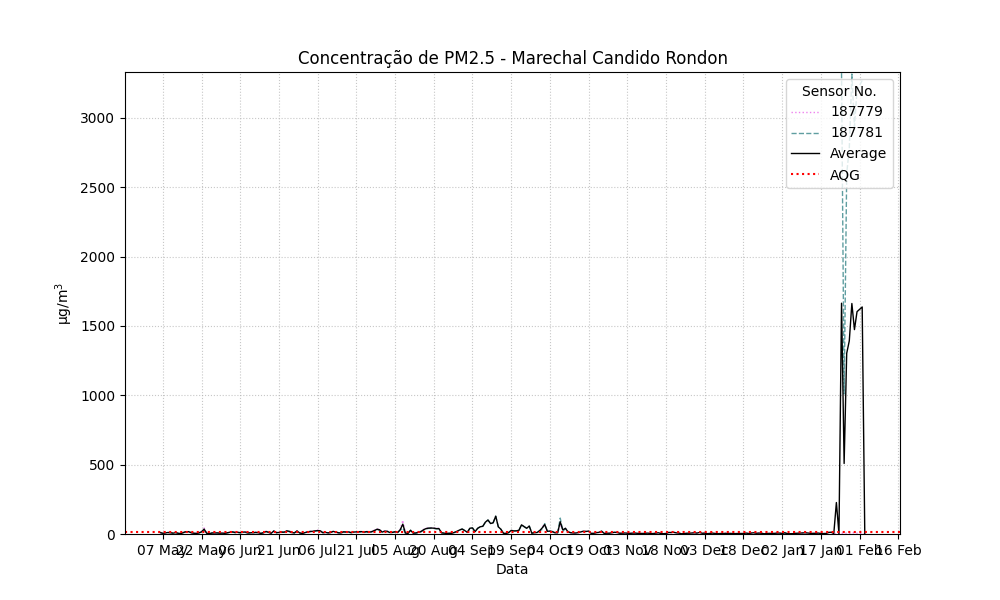 Concentração de PM2.5 - Marechal Candido Rondon
Sensor No.
187779
187781
Average
AQG
3000
2500
2000
1500
1000
500
0
µg/m³
07 May 22 May 06 Jun 21 Jun 06 Jul 21 Jul 05 Aug 20 Aug 04 Sep 19 Sep 04 Oct 19 Oct 03 Nov 18 Nov 03 Dec 18 Dec 02 Jan 17 Jan 01 Feb 16 Feb
Data